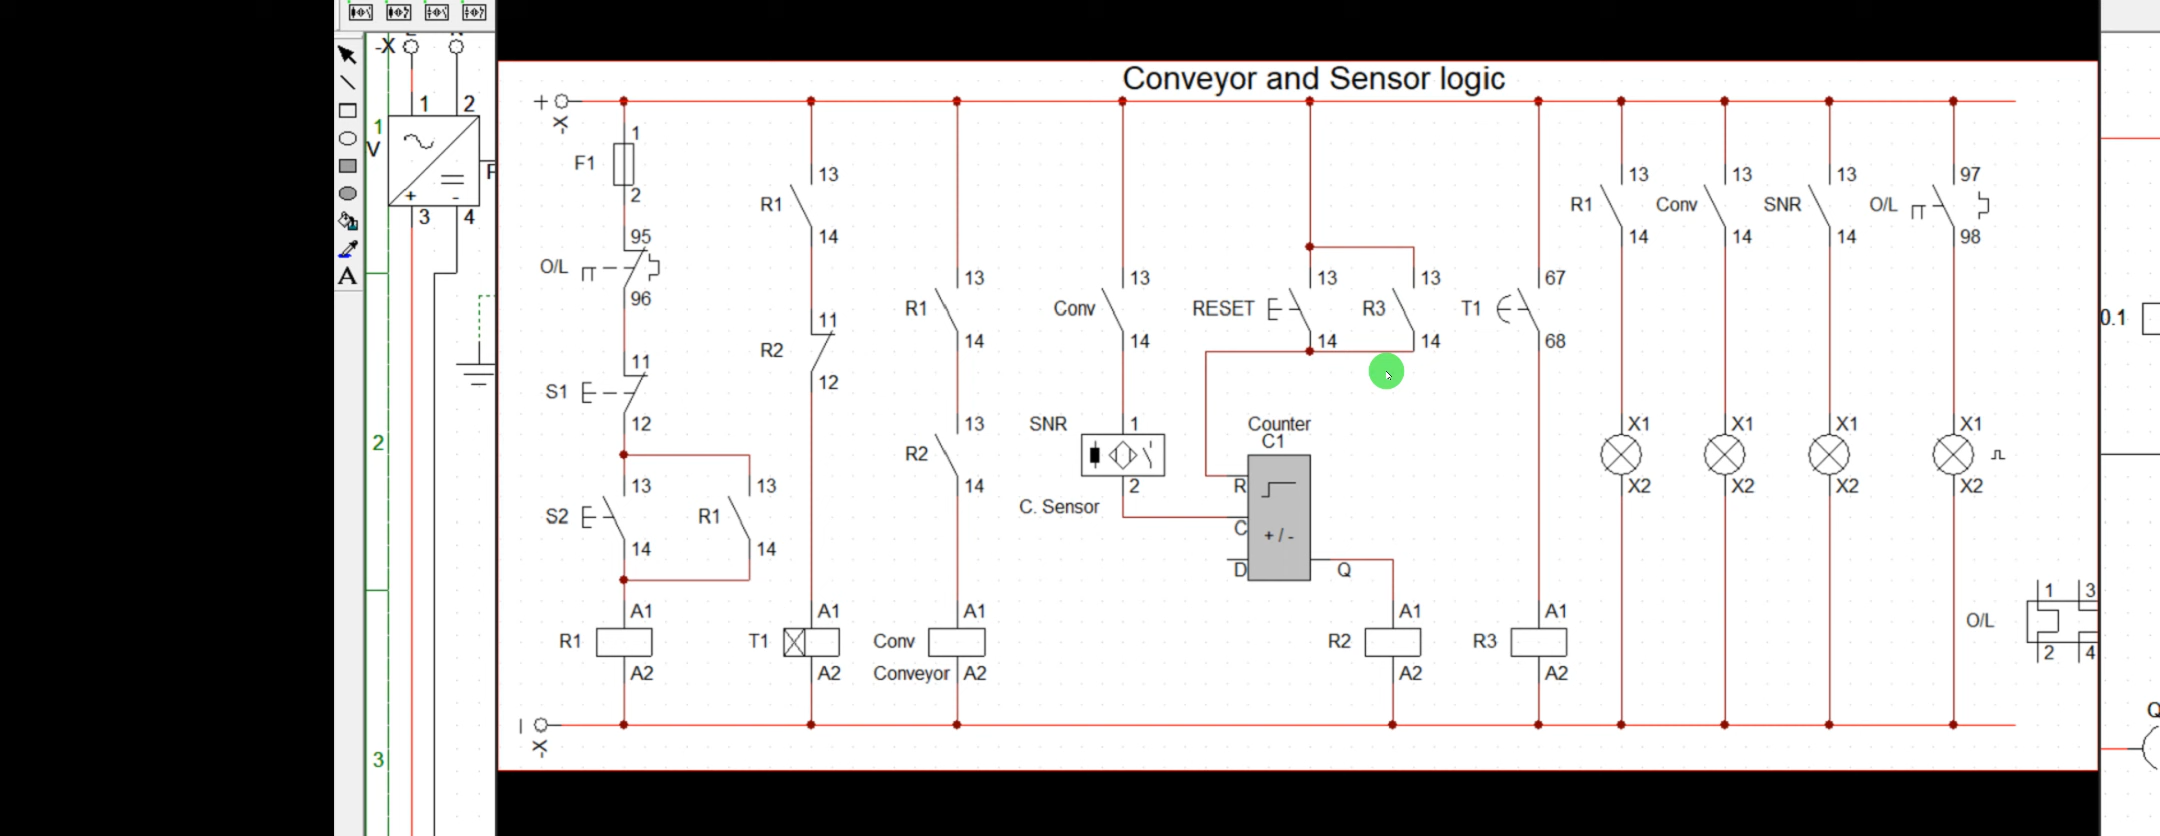 Conveyor and Sensor logic
-X
1 2
1
V
+ -
3 4
2
3
A
+
-X
1
F1
2
95
O/L
96
11
S1
12
13
S2
14
13
R1
14
A1
R1
A2
13
R1
14
11
R2
12
A1
T1
A2
13
R1
14
13
R2
14
A1
Conv
Conveyor A2
13
Conv
14
SNR 1
2
C. Sensor
13
RESET
14
13
R3
14
Counter
C1
R
C
+ / -
D
Q
A1
R2
A2
67
T1
68
A1
R3
A2
13
R1
14
X1
X2
13
Conv
14
X1
X2
13
SNR
14
X1
X2
97
O/L
98
X1
X2
1 3
O/L
2 4
-X
0.1
Q